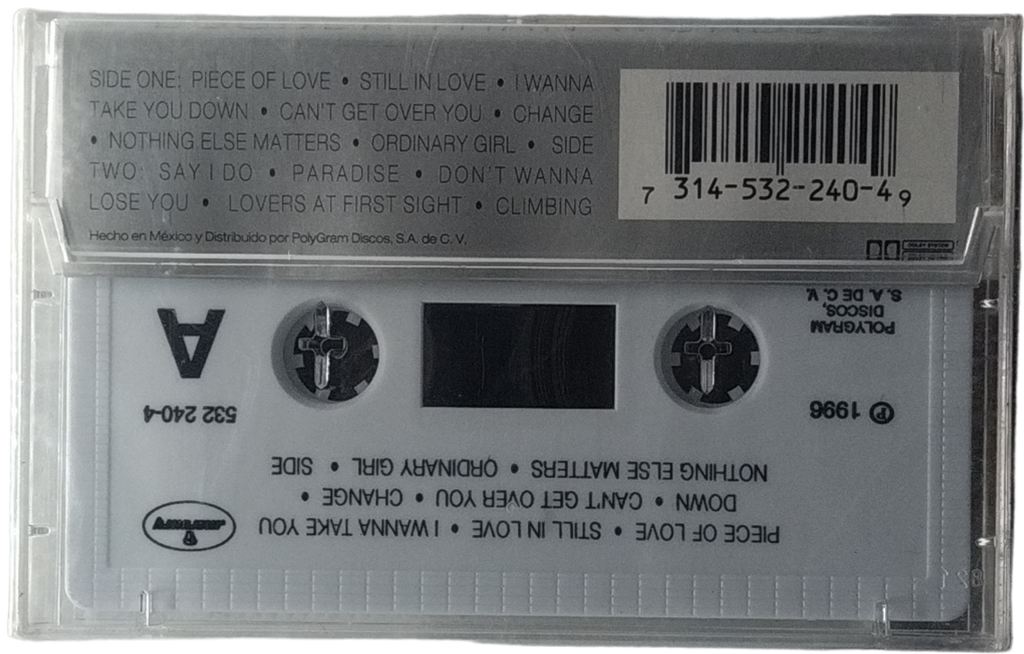 SIDE ONE: PIECE OF LOVE • STILL IN LOVE • I WANNA
TAKE YOU DOWN • CAN'T GET OVER YOU • CHANGE
• NOTHING ELSE MATTERS • ORDINARY GIRL • SIDE
TWO: SAY I DO • PARADISE • DON'T WANNA
LOSE YOU • LOVERS AT FIRST SIGHT • CLIMBING
Hecho en México y Distribuido por PolyGram Discos, S.A. de C.V.
7 314-532-240-4 9
DOLBY SYSTEM
PIECE OF LOVE • STILL IN LOVE • I WANNA TAKE YOU
DOWN • CAN'T GET OVER YOU • CHANGE •
NOTHING ELSE MATTERS • ORDINARY GIRL • SIDE
mercury
℗ 1996
532 240-4
A
POLYGRAM
DISCOS,
S. A. DE C. V.